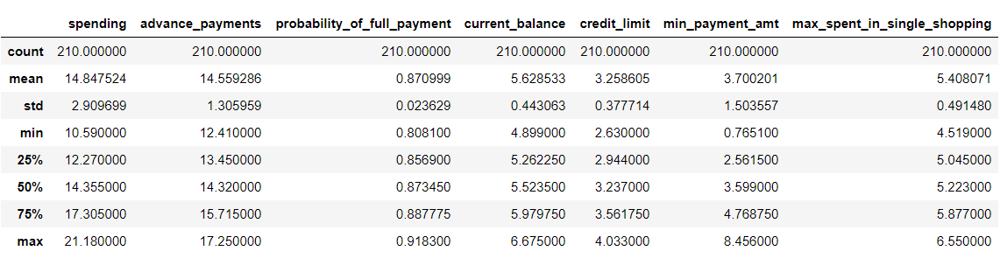 spending advance_payments probability_of_full_payment current_balance credit_limit min_payment_amt max_spent_in_single_shopping
count 210.000000 210.000000 210.000000 210.000000 210.000000 210.000000 210.000000
mean 14.847524 14.559286 0.870999 5.628533 3.258605 3.700201 5.408071
std 2.909699 1.305959 0.023629 0.443063 0.377714 1.503557 0.491480
min 10.590000 12.410000 0.808100 4.899000 2.630000 0.765100 4.519000
25% 12.270000 13.450000 0.856900 5.262250 2.944000 2.561500 5.045000
50% 14.355000 14.320000 0.873450 5.523500 3.237000 3.599000 5.223000
75% 17.305000 15.715000 0.887775 5.979750 3.561750 4.768750 5.877000
max 21.180000 17.250000 0.918300 6.675000 4.033000 8.456000 6.550000